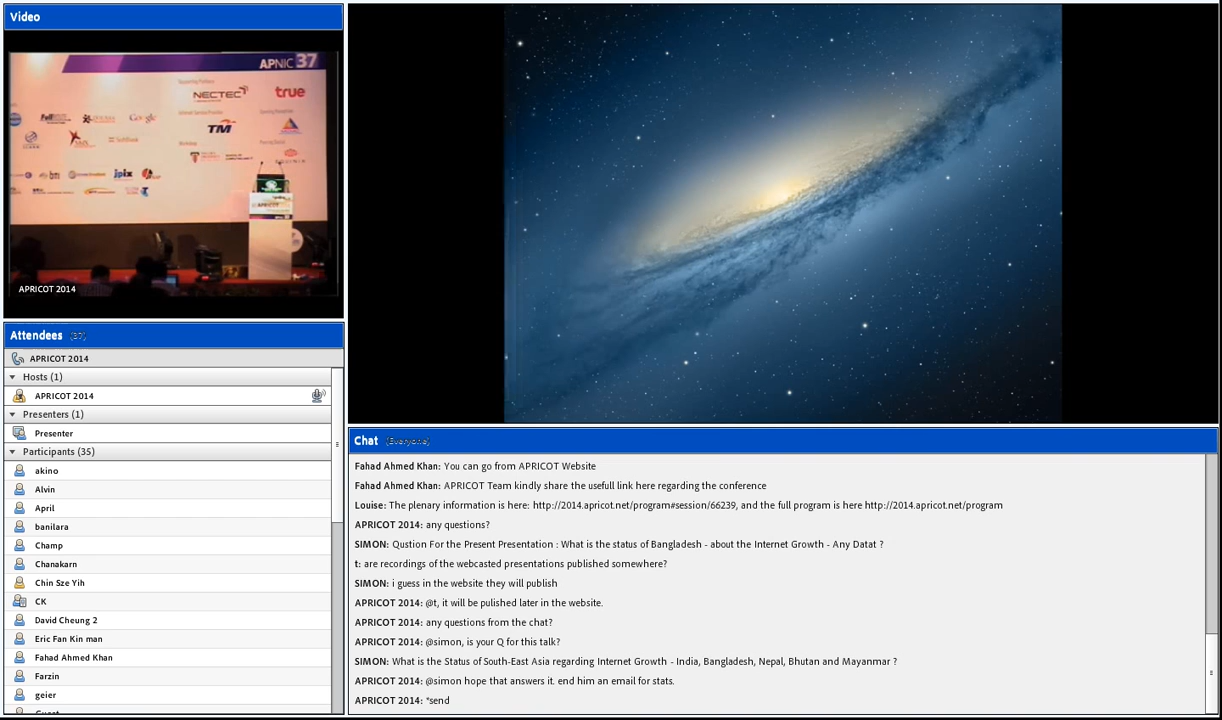 Video
APNIC 37
NECTEC
true
TM
Google
SoftBank
jpix
APRICOT
APRICOT 2014
Attendees (37)
APRICOT 2014
Hosts (1)
APRICOT 2014
Presenters (1)
Presenter
Participants (35)
akino
Alvin
April
banilara
Champ
Chanakarn
Chin Sze Yih
CK
David Cheung 2
Eric Fan Kin man
Fahad Ahmed Khan
Farzin
geier
Chat (Everyone)
Fahad Ahmed Khan: You can go from APRICOT Website
Fahad Ahmed Khan: APRICOT Team kindly share the usefull link here regarding the conference
Louise: The plenary information is here: http://2014.apricot.net/program#session/66239, and the full program is here http://2014.apricot.net/program
APRICOT 2014: any questions?
SIMON: Qustion For the Present Presentation : What is the status of Bangladesh - about the Internet Growth - Any Datat ?
t: are recordings of the webcasted presentations published somewhere?
SIMON: i guess in the website they will publish
APRICOT 2014: @t, it will be pulished later in the website.
APRICOT 2014: any questions from the chat?
APRICOT 2014: @simon, is your Q for this talk?
SIMON: What is the Status of South-East Asia regarding Internet Growth - India, Bangladesh, Nepal, Bhutan and Mayanmar ?
APRICOT 2014: @simon hope that answers it. end him an email for stats.
APRICOT 2014: *send